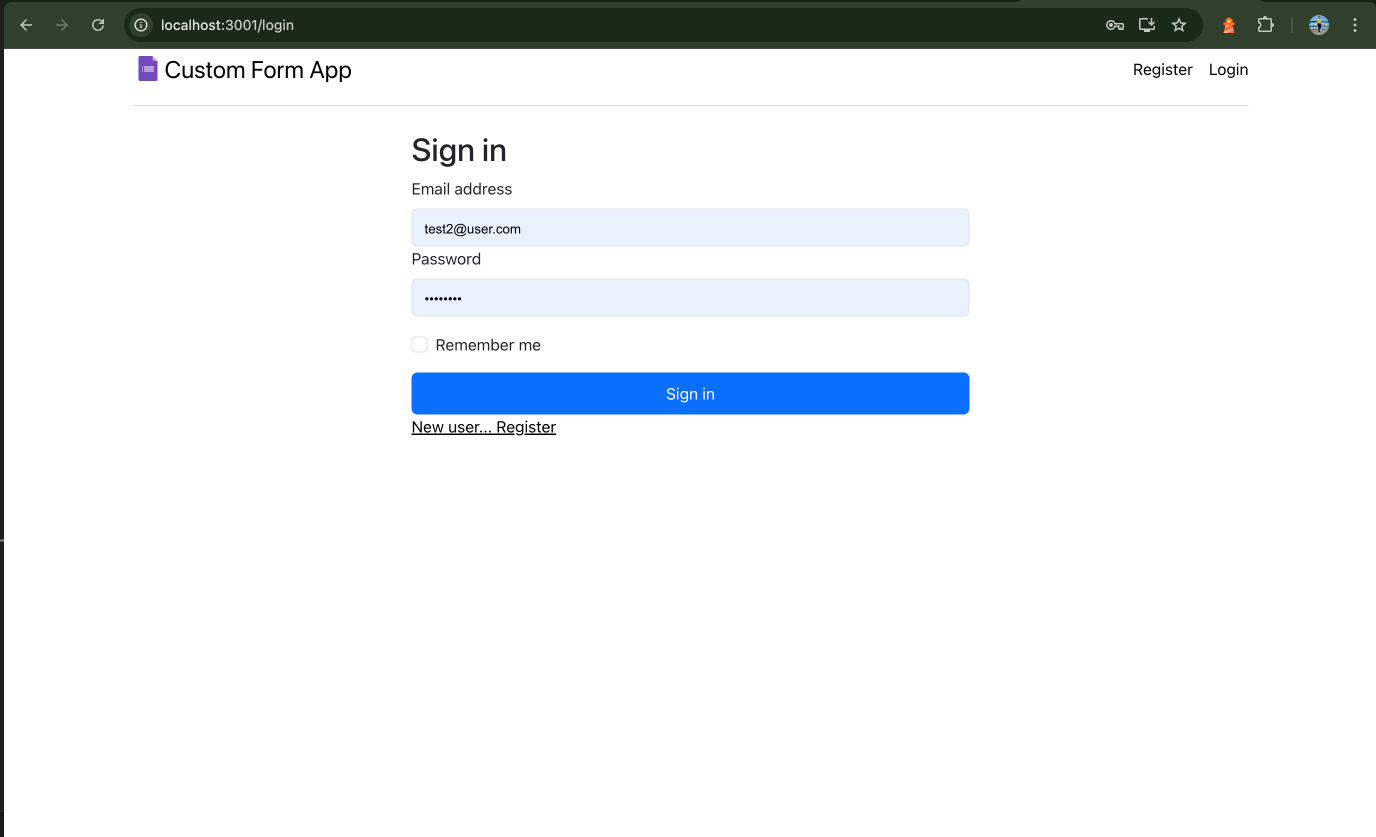 localhost:3001/login
Custom Form App
Register Login
Sign in
Email address
test2@user.com
Password
••••••••
Remember me
Sign in
New user... Register